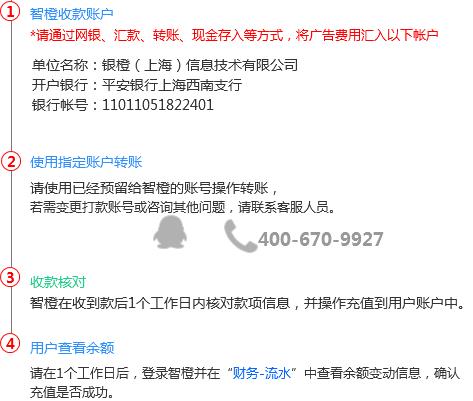 1 智橙收款账户
*请通过网银、汇款、转账、现金存入等方式，将广告费用汇入以下帐户
单位名称：银橙（上海）信息技术有限公司
开户银行：平安银行上海西南支行
银行帐号：11011051822401
2 使用指定账户转账
请使用已经预留给智橙的账号操作转账，
若需变更打款账号或咨询其他问题，请联系客服人员。
400-670-9927
3 收款核对
智橙在收到款后1个工作日内核对款项信息，并操作充值到用户账户中。
4 用户查看余额
请在1个工作日后，登录智橙并在“财务-流水”中查看余额变动信息，确认
充值是否成功。